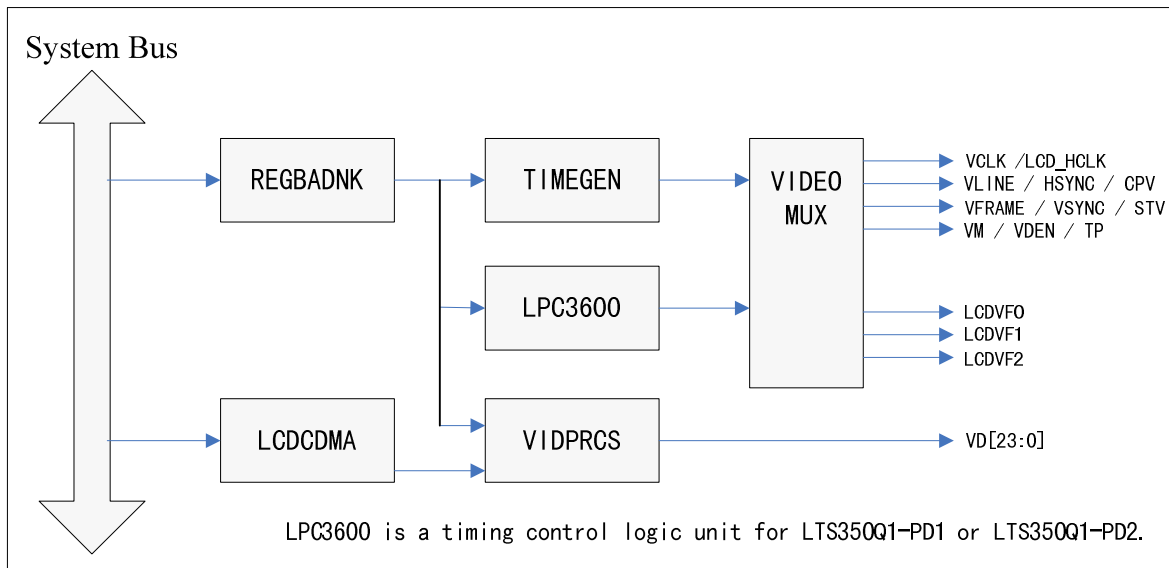 System Bus
REGBADNK
TIMEGEN
VIDEO
MUX
VCLK /LCD_HCLK
VLINE / HSYNC / CPV
VFRAME / VSYNC / STV
VM / VDEN / TP
LPC3600
LCDVF0
LCDVF1
LCDVF2
LCDCDMA
VIDPRCS
VD[23:0]
LPC3600 is a timing control logic unit for LTS350Q1-PD1 or LTS350Q1-PD2.